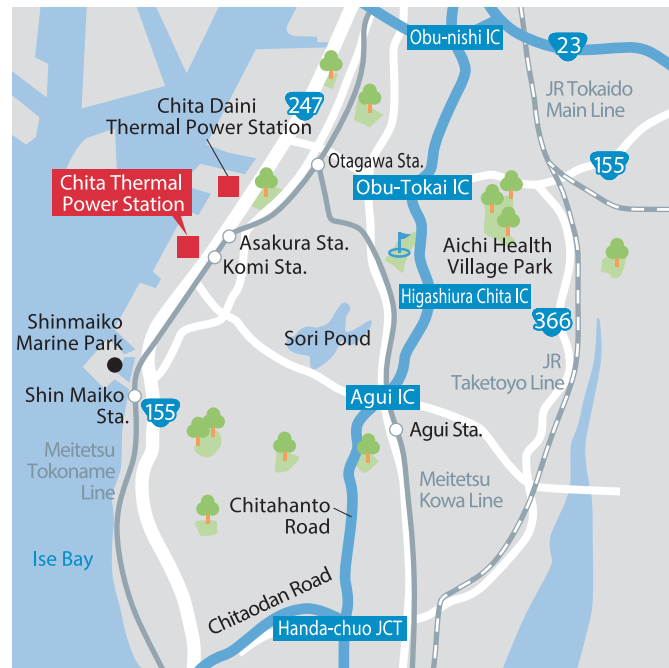 Obu-nishi IC
23
JR Tokaido
Main Line
Chita Daini
Thermal Power Station
247
Otagawa Sta.
155
Chita Thermal
Power Station
Obu-Tokai IC
Asakura Sta.
Komi Sta.
Aichi Health
Village Park
Higashiura Chita IC
Shinmaiko
Marine Park
Sori Pond
366
JR
Taketoyo Line
Shin Maiko
Sta.
155
Agui IC
Agui Sta.
Meitetsu
Tokoname
Line
Meitetsu
Kowa Line
Chitahanto
Road
Ise Bay
Chitaodan Road
Handa-chuo JCT